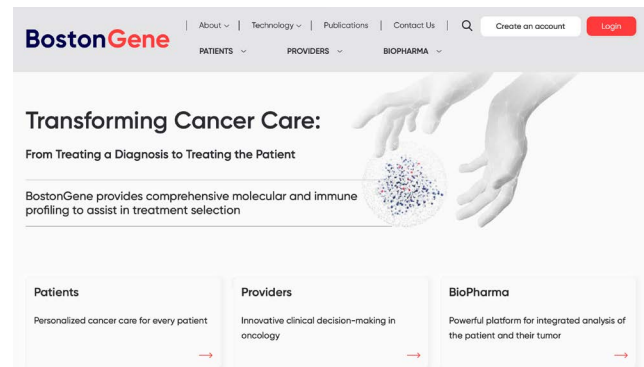 BostonGene
About
Technology
Publications
Contact Us
Create an account
Login
PATIENTS
PROVIDERS
BIOPHARMA
Transforming Cancer Care:
From Treating a Diagnosis to Treating the Patient
BostonGene provides comprehensive molecular and immune
profiling to assist in treatment selection
Patients
Personalized cancer care for every patient
Providers
Innovative clinical decision-making in
oncology
BioPharma
Powerful platform for integrated analysis of
the patient and their tumor